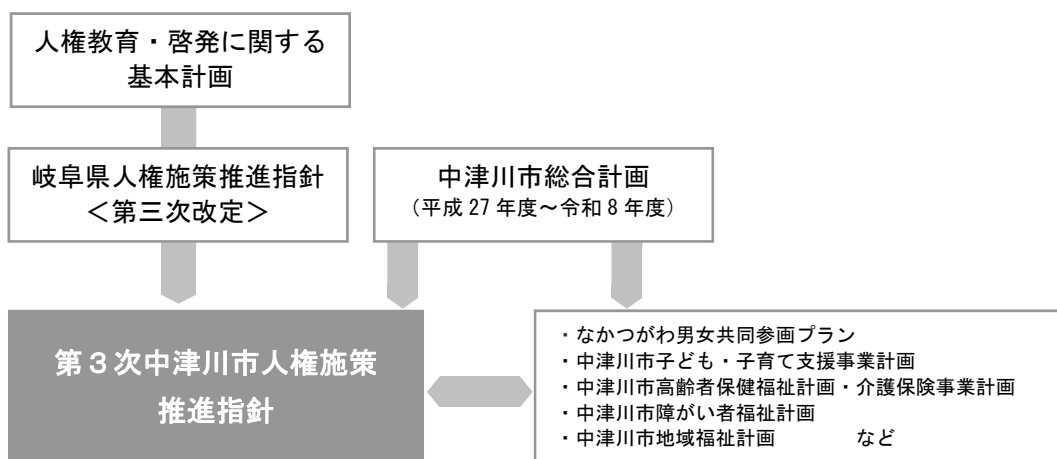 人権教育・啓発に関する
基本計画
岐阜県人権施策推進指針
＜第三次改定＞
中津川市総合計画
（平成 27 年度～令和 8 年度）
第３次中津川市人権施策
推進指針
・なかつがわ男女共同参画プラン
・中津川市子ども・子育て支援事業計画
・中津川市高齢者保健福祉計画・介護保険事業計画
・中津川市障がい者福祉計画
・中津川市地域福祉計画　　　　など